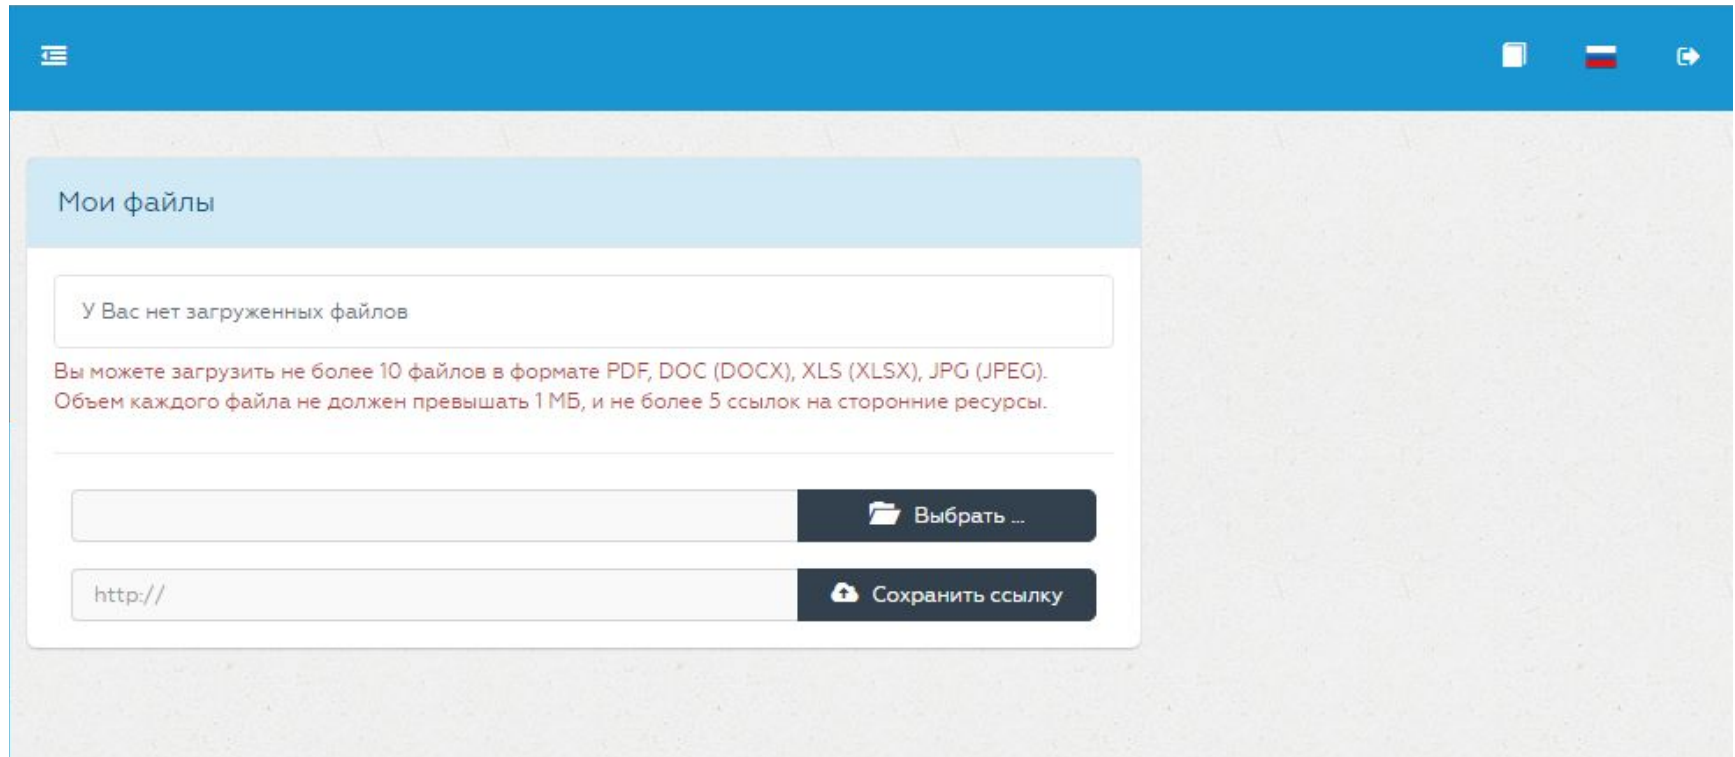 Мои файлы
У Вас нет загруженных файлов
Вы можете загрузить не более 10 файлов в формате PDF, DOC (DOCX), XLS (XLSX), JPG (JPEG).
Объем каждого файла не должен превышать 1 МБ, и не более 5 ссылок на сторонние ресурсы.
Выбрать ...
http://
Сохранить ссылку